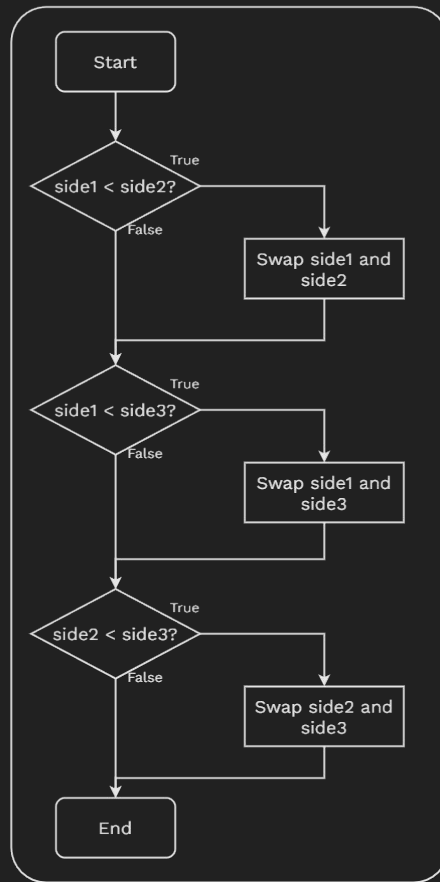 Start
True
side1 < side2?
False
Swap side1 and
side2
True
side1 < side3?
False
Swap side1 and
side3
True
side2 < side3?
False
Swap side2 and
side3
End